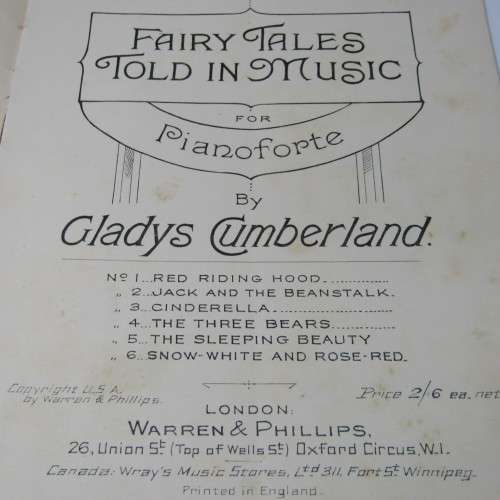 FAIRY TALES
TOLD IN MUSIC
FOR
Pianoforte
By
Gladys Cumberland.
No 1...RED RIDING HOOD..............
„ 2...JACK AND THE BEANSTALK.
„ 3...CINDERELLA..........................
„ 4...THE THREE BEARS..............
„ 5...THE SLEEPING BEAUTY
„ 6...SNOW-WHITE AND ROSE-RED.
Copyright U.S.A.
by Warren & Phillips.
Price 2/6 ea. net
LONDON:
WARREN & PHILLIPS,
26, Union St (Top of Wells St) Oxford Circus, W.1.
Canada: Wray's Music Stores, Ltd 311, Fort St Winnipeg.
Printed in England.